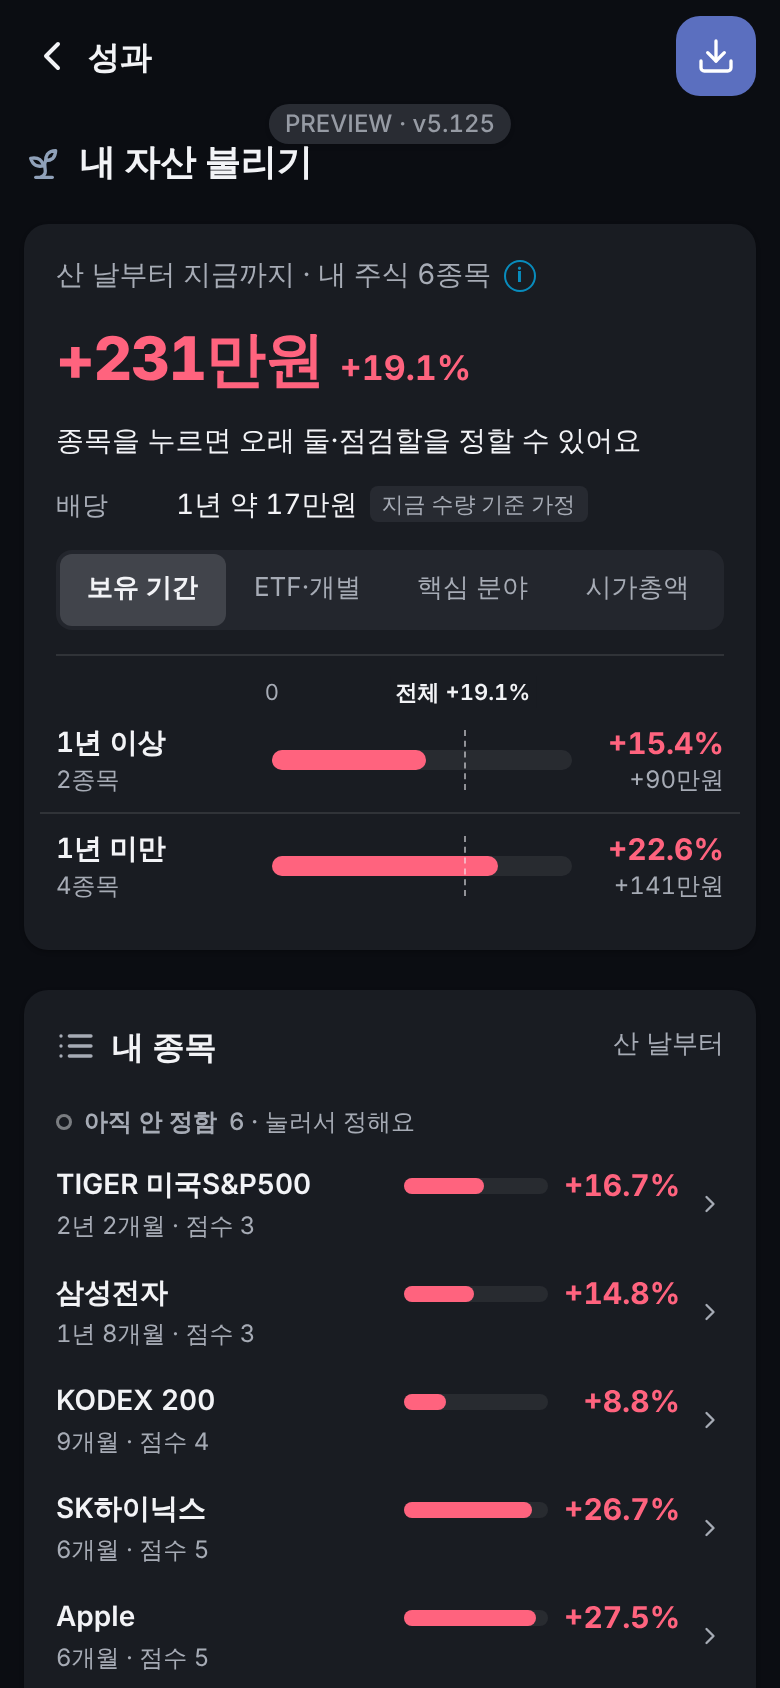 성과
PREVIEW · v5.125
내 자산 불리기
산 날부터 지금까지 · 내 주식 6종목 i
+231만원 +19.1%
종목을 누르면 오래 둘·점검할을 정할 수 있어요
배당 1년 약 17만원 지금 수량 기준 가정
보유 기간 ETF·개별 핵심 분야 시가총액
0 전체 +19.1%
1년 이상 +15.4%
2종목 +90만원
1년 미만 +22.6%
4종목 +141만원
내 종목 산 날부터
아직 안 정함 6 · 눌러서 정해요
TIGER 미국S&P500 +16.7%
2년 2개월 · 점수 3
삼성전자 +14.8%
1년 8개월 · 점수 3
KODEX 200 +8.8%
9개월 · 점수 4
SK하이닉스 +26.7%
6개월 · 점수 5
Apple +27.5%
6개월 · 점수 5